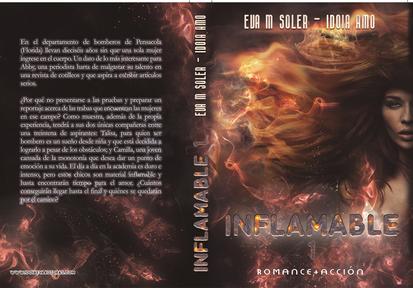 En el departamento de bomberos de Pensacola
(Florida) llevan dieciséis años sin que una sola mujer
ingrese en el cuerpo. Un dato de lo más interesante para
Abby, una periodista harta de malgastar su talento en
una revista de cotilleos y que aspira a escribir artículos
serios.
¿Por qué no presentarse a las pruebas y preparar un
reportaje acerca de las trabas que encuentran las mujeres
en ese campo? Como muestra, además de la propia
experiencia, tendrá a sus dos únicas compañeras entre
una treintena de aspirantes: Talisa, para quien ser
bombero es un sueño desde niña y que está decidida a
lograrlo a pesar de los obstáculos; y Camilla, una joven
cansada de la monotonía que desea dar un punto de
emoción a su vida. El día a día en la academia es duro e
intenso, pero estos chicos son material inflamable y
hasta encontrarán tiempo para el amor. ¿Cuántos
conseguirán llegar hasta el final y quiénes se quedarán
por el camino?
EVA M SOLER - IDOIA AMO
INFLAMABLE 1
EVA M SOLER - IDOIA AMO
INFLAMABLE
1
ROMANCE+ACCIÓN